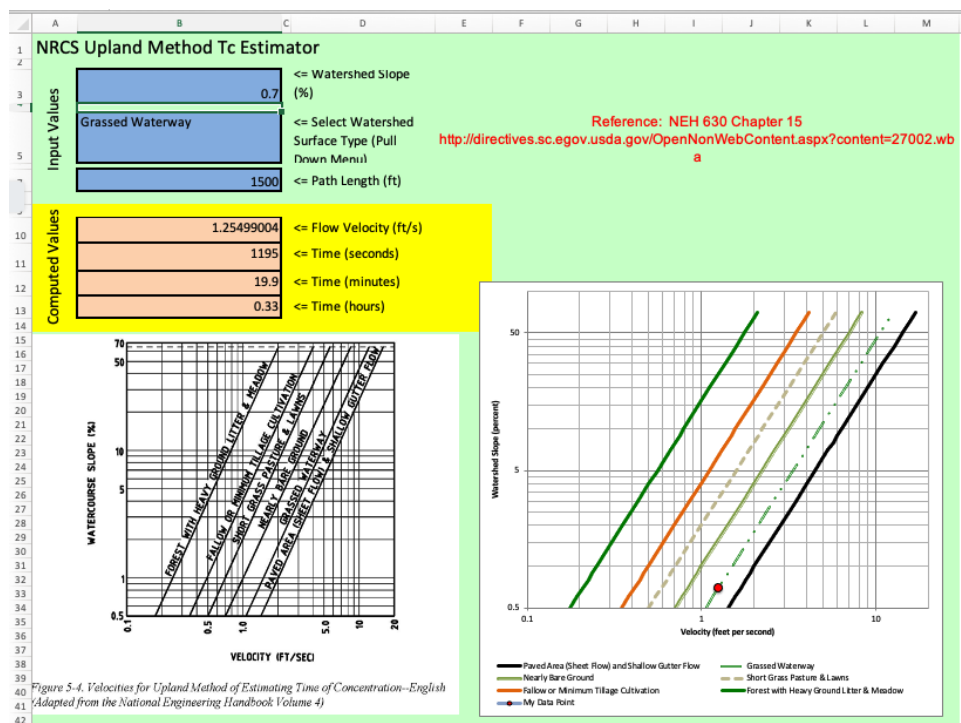 A B C D E F G H I J K L M
1 NRCS Upland Method Tc Estimator
2
Input Values
3 0.7 <= Watershed Slope (%)
Grassed Waterway
5 <= Select Watershed Surface Type (Pull Down Menu)
Reference: NEH 630 Chapter 15
http://directives.sc.egov.usda.gov/OpenNonWebContent.aspx?content=27002.wb
a
1500 <= Path Length (ft)
Computed Values
10 1.25499004 <= Flow Velocity (ft/s)
11 1195 <= Time (seconds)
12 19.9 <= Time (minutes)
13 0.33 <= Time (hours)
14
15
16
17
18
19
20
21
22
23
24
25
26
27
28
29
30
31
32
33
34
35
36
37
38
39
40
41
42
70
50
10
5
1
0.5
WATERCOURSE SLOPE (%)
FOREST WITH HEAVY GROUND LITTER & MEADOW
FALLOW OR MINIMUM TILLAGE CULTIVATION
SHORT GRASS PASTURE & LAWNS
NEARLY BARE GROUND
GRASSED WATERWAY
PAVED AREA (SHEET FLOW) & SHALLOW GUTTER FLOW
0.1 0.5 1.0 5.0 10 20
VELOCITY (FT/SEC)
Figure 5-4. Velocities for Upland Method of Estimating Time of Concentration--English
(Adapted from the National Engineering Handbook Volume 4)
50
5
0.5
Watershed Slope (percent)
0.1 1 10
Velocity (feet per second)
Paved Area (Sheet Flow) and Shallow Gutter Flow
Grassed Waterway
Nearly Bare Ground
Short Grass Pasture & Lawns
Fallow or Minimum Tillage Cultivation
Forest with Heavy Ground Litter & Meadow
My Data Point